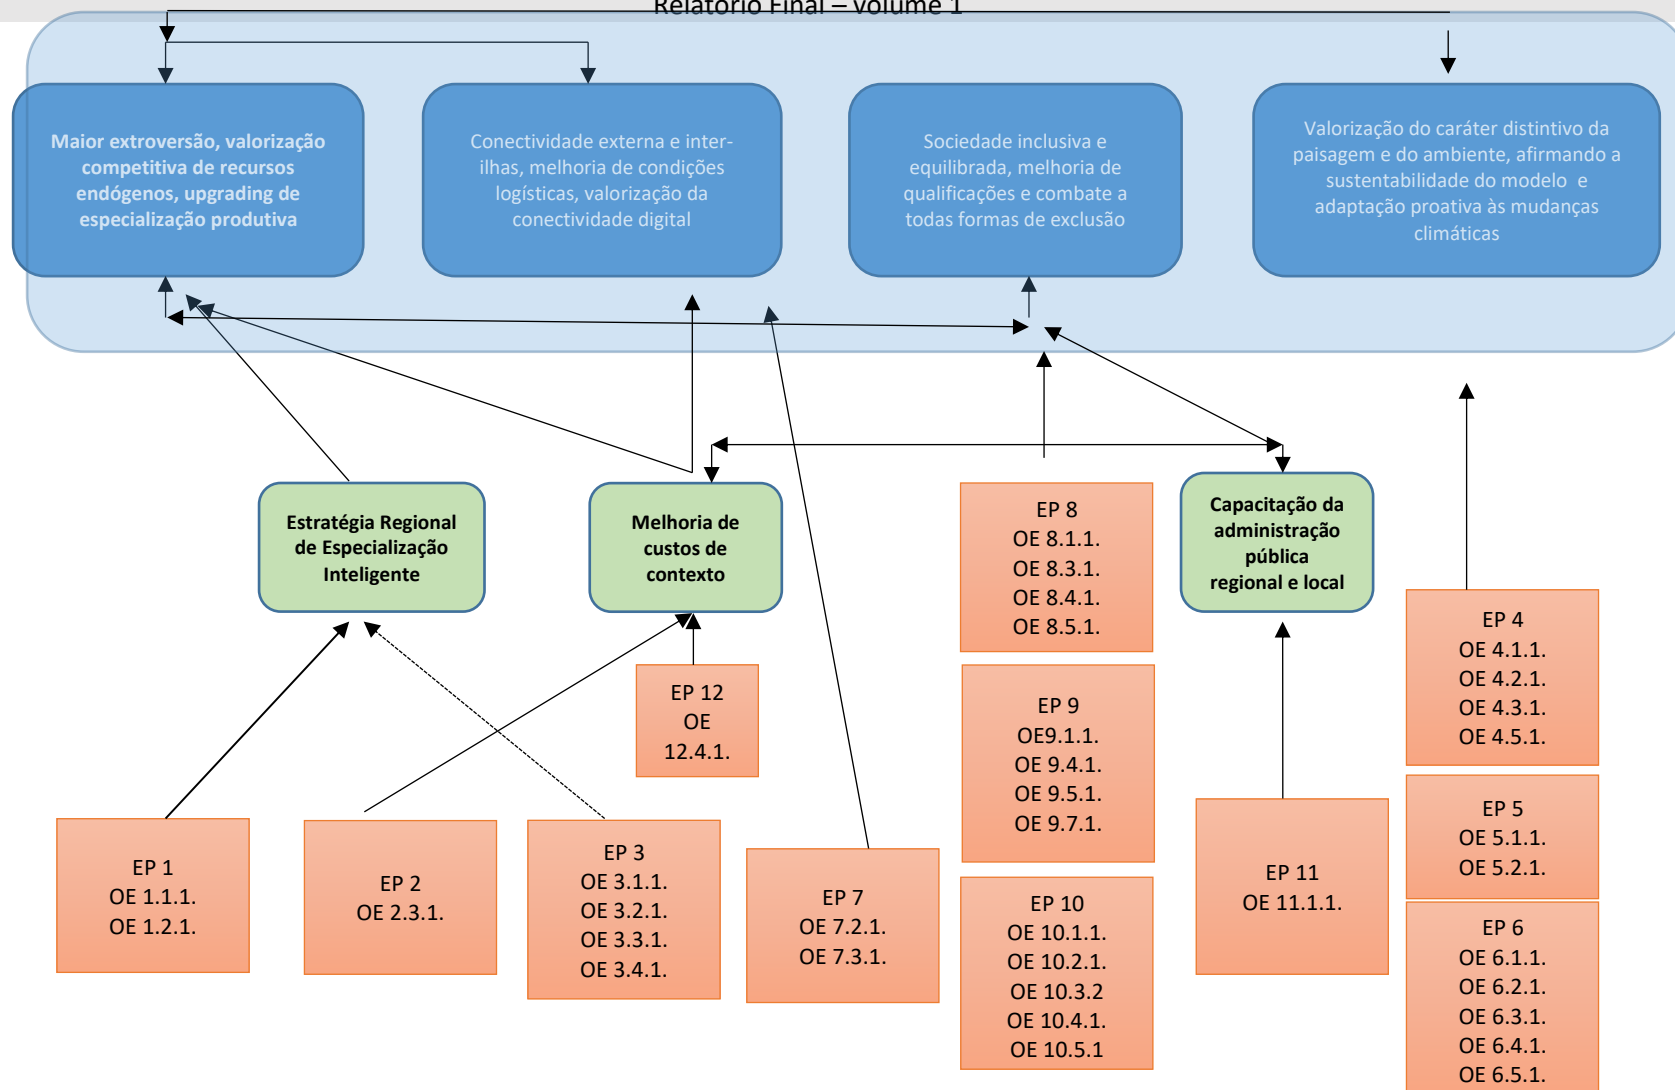 Relatório Final – Volume 1
Maior extroversão, valorização
competitiva de recursos
endógenos, upgrading de
especialização produtiva
Conectividade externa e inter-
ilhas, melhoria de condições
logísticas, valorização da
conectividade digital
Sociedade inclusiva e
equilibrada, melhoria de
qualificações e combate a
todas formas de exclusão
Valorização do caráter distintivo da
paisagem e do ambiente, afirmando a
sustentabilidade do modelo e
adaptação proativa às mudanças
climáticas
Estratégia Regional
de Especialização
Inteligente
Melhoria de
custos de
contexto
EP 8
OE 8.1.1.
OE 8.3.1.
OE 8.4.1.
OE 8.5.1.
Capacitação da
administração
pública
regional e local
EP 4
OE 4.1.1.
OE 4.2.1.
OE 4.3.1.
OE 4.5.1.
EP 12
OE
12.4.1.
EP 9
OE9.1.1.
OE 9.4.1.
OE 9.5.1.
OE 9.7.1.
EP 5
OE 5.1.1.
OE 5.2.1.
EP 1
OE 1.1.1.
OE 1.2.1.
EP 2
OE 2.3.1.
EP 3
OE 3.1.1.
OE 3.2.1.
OE 3.3.1.
OE 3.4.1.
EP 7
OE 7.2.1.
OE 7.3.1.
EP 10
OE 10.1.1.
OE 10.2.1.
OE 10.3.2
OE 10.4.1.
OE 10.5.1
EP 11
OE 11.1.1.
EP 6
OE 6.1.1.
OE 6.2.1.
OE 6.3.1.
OE 6.4.1.
OE 6.5.1.